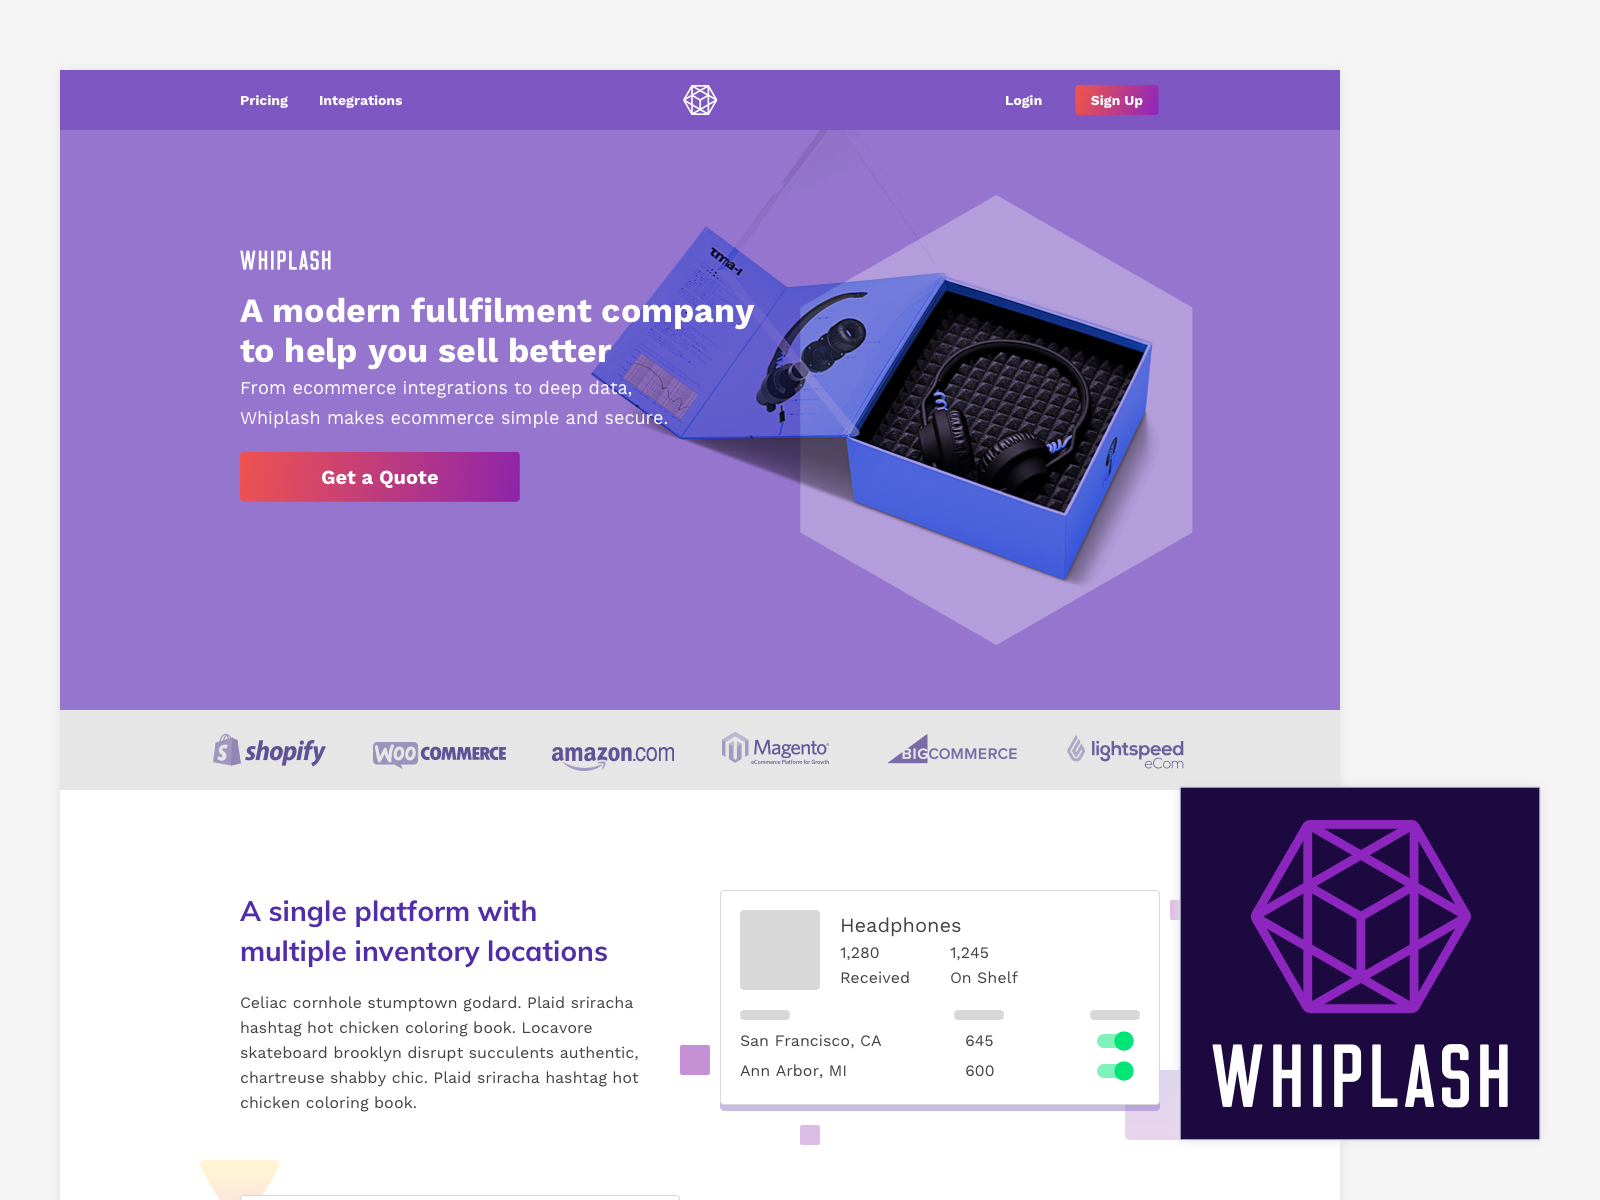 Pricing
Integrations
Login
Sign Up
WHIPLASH
A modern fullfilment company
to help you sell better
From ecommerce integrations to deep data,
Whiplash makes ecommerce simple and secure.
Get a Quote
tma-1
shopify
WOO COMMERCE
amazon.com
Magento®
eCommerce Platform for Growth
BIGCOMMERCE
lightspeed
eCom
A single platform with
multiple inventory locations
Celiac cornhole stumptown godard. Plaid sriracha
hashtag hot chicken coloring book. Locavore
skateboard brooklyn disrupt succulents authentic,
chartreuse shabby chic. Plaid sriracha hashtag hot
chicken coloring book.
Headphones
1,280
1,245
Received
On Shelf
San Francisco, CA
645
Ann Arbor, MI
600
WHIPLASH